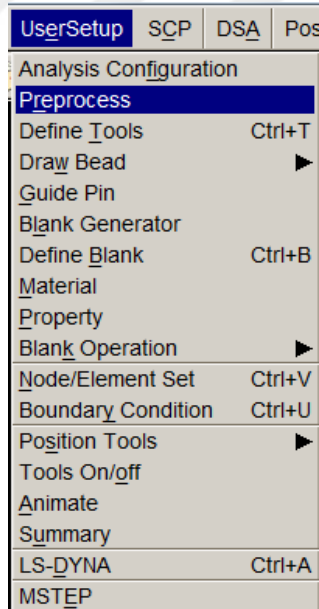 UserSetup SCP DSA Pos
Analysis Configuration
Preprocess
Define Tools Ctrl+T
Draw Bead
Guide Pin
Blank Generator
Define Blank Ctrl+B
Material
Property
Blank Operation
Node/Element Set Ctrl+V
Boundary Condition Ctrl+U
Position Tools
Tools On/off
Animate
Summary
LS-DYNA Ctrl+A
MSTEP